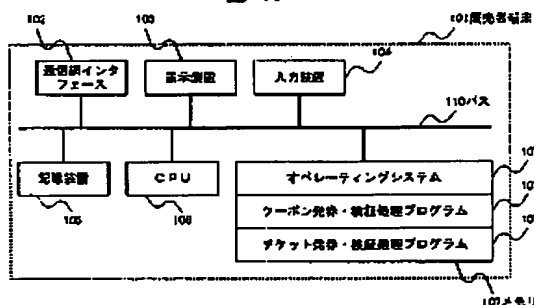 102
103
104
101販売者端末
通信網インタ
フェース
表示装置
入力装置
110バス
記憶装置
CPU
オペレーティングシステム
クーポン発券・検証処理プログラム
チケット発券・検証処理プログラム
105
106
107メモリ